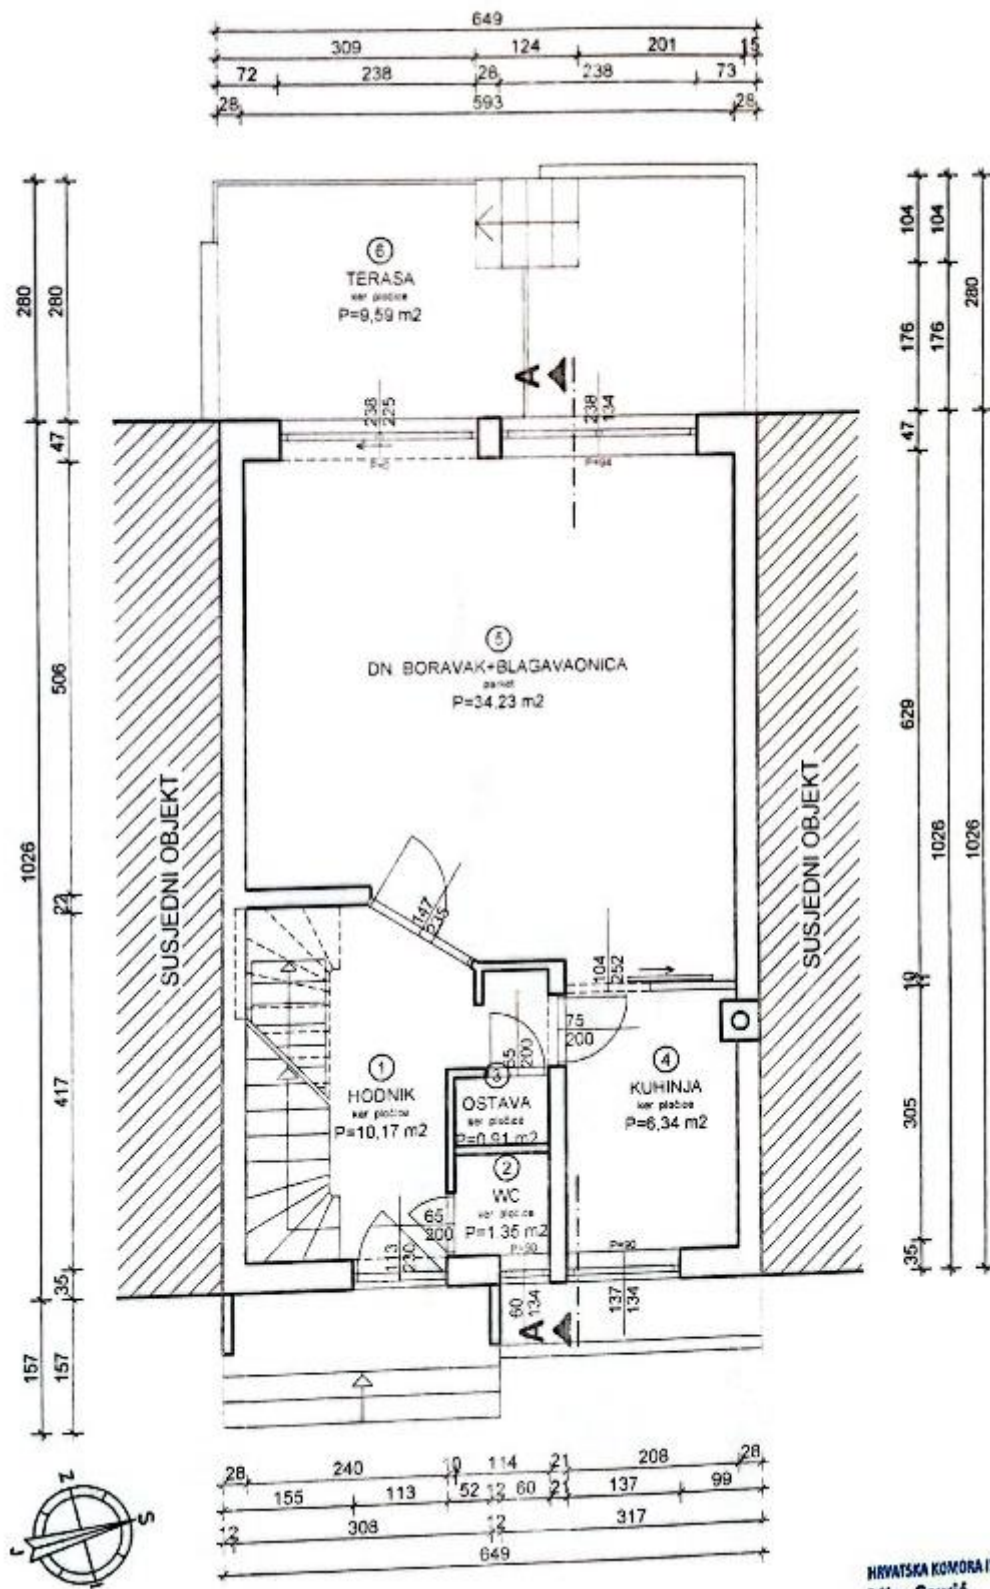 649
309 124 201 15
72 238 28 238 73
28 593 28
280
280
104
104
176
176
280
6
TERASA
ker pločice
P=9,59 m2
A
238
225
238
134
P=94
47
47
506
1026
22
417
35
157
157
629
1026
1026
305
35
5
DN. BORAVAK+BLAGAVAONICA
parket
P=34,23 m2
SUSJEDNI OBJEKT
SUSJEDNI OBJEKT
147
235
104
252
75
200
65
200
1
HODNIK
ker pločice
P=10,17 m2
3
OSTAVA
ker pločice
P=0,91 m2
4
KUHINJA
ker pločice
P=6,34 m2
2
WC
ker pločice
P=1,35 m2
65
200
113
230
P=90
60
134
137
134
A
28 240 10 114 21 208 28
155 113 52 12 60 21 137 99
12 308 12 317
649
Z
S
J
HRVATSKA KOMORA